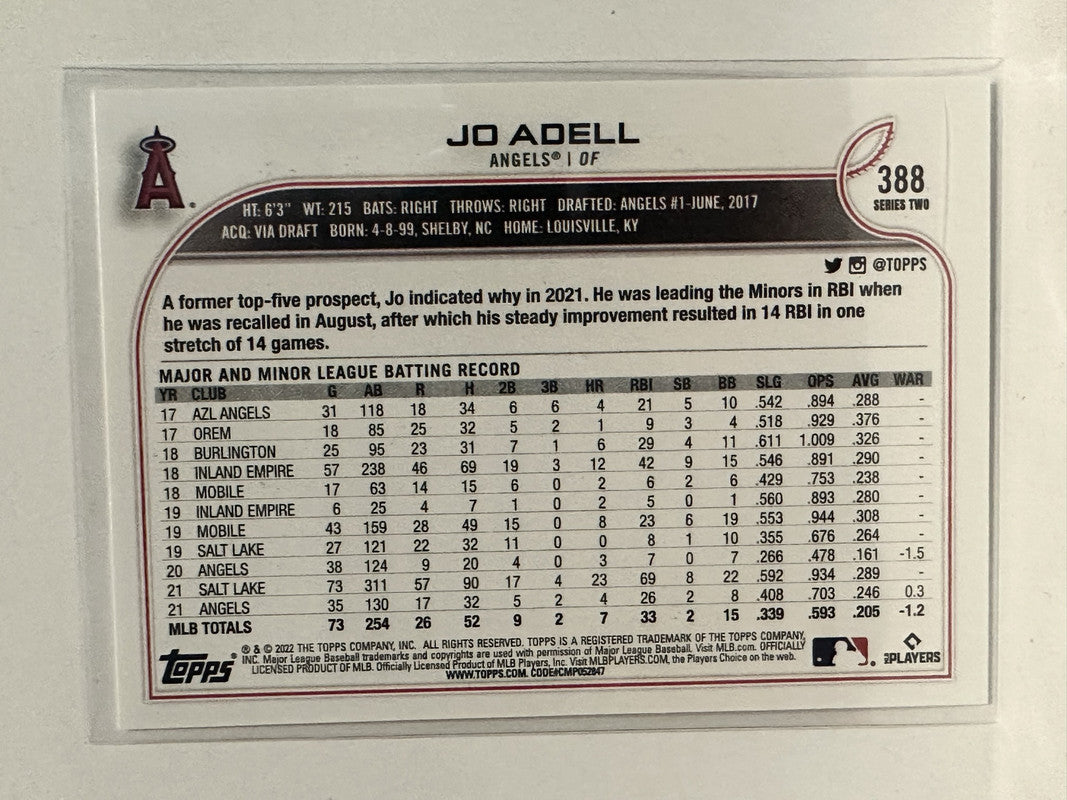 JO ADELL
ANGELS® | OF
388
SERIES TWO
HT: 6'3" WT: 215 BATS: RIGHT THROWS: RIGHT DRAFTED: ANGELS #1-JUNE, 2017
ACQ: VIA DRAFT BORN: 4-8-99, SHELBY, NC HOME: LOUISVILLE, KY
@TOPPS
A former top-five prospect, Jo indicated why in 2021. He was leading the Minors in RBI when
he was recalled in August, after which his steady improvement resulted in 14 RBI in one
stretch of 14 games.
MAJOR AND MINOR LEAGUE BATTING RECORD
YR CLUB G AB R H 2B 3B HR RBI SB BB SLG OPS AVG WAR
17 AZL ANGELS 31 118 18 34 6 6 4 21 5 10 .542 .894 .288 -
17 OREM 18 85 25 32 5 2 1 9 3 4 .518 .929 .376 -
18 BURLINGTON 25 95 23 31 7 1 6 29 4 11 .611 1.009 .326 -
18 INLAND EMPIRE 57 238 46 69 19 3 12 42 9 15 .546 .891 .290 -
18 MOBILE 17 63 14 15 6 0 2 6 2 6 .429 .753 .238 -
19 INLAND EMPIRE 6 25 4 7 1 0 2 5 0 1 .560 .893 .280 -
19 MOBILE 43 159 28 49 15 0 8 23 6 19 .553 .944 .308 -
19 SALT LAKE 27 121 22 32 11 0 0 8 1 10 .355 .676 .264 -
20 ANGELS 38 124 9 20 4 0 3 7 0 7 .266 .478 .161 -1.5
21 SALT LAKE 73 311 57 90 17 4 23 69 8 22 .592 .934 .289 -
21 ANGELS 35 130 17 32 5 2 4 26 2 8 .408 .703 .246 0.3
MLB TOTALS 73 254 26 52 9 2 7 33 2 15 .339 .593 .205 -1.2
TOPPS®
® & © 2022 THE TOPPS COMPANY, INC. ALL RIGHTS RESERVED. TOPPS IS A REGISTERED TRADEMARK OF THE TOPPS COMPANY,
INC. Major League Baseball trademarks and copyrights are used with permission of Major League Baseball. Visit MLB.com. OFFICIALLY
LICENSED PRODUCT OF MLB. Officially Licensed Product of MLB Players, Inc. Visit MLBPLAYERS.COM, the Players Choice on the web.
WWW.TOPPS.COM. CODE#CMP052847
MLB PLAYERS